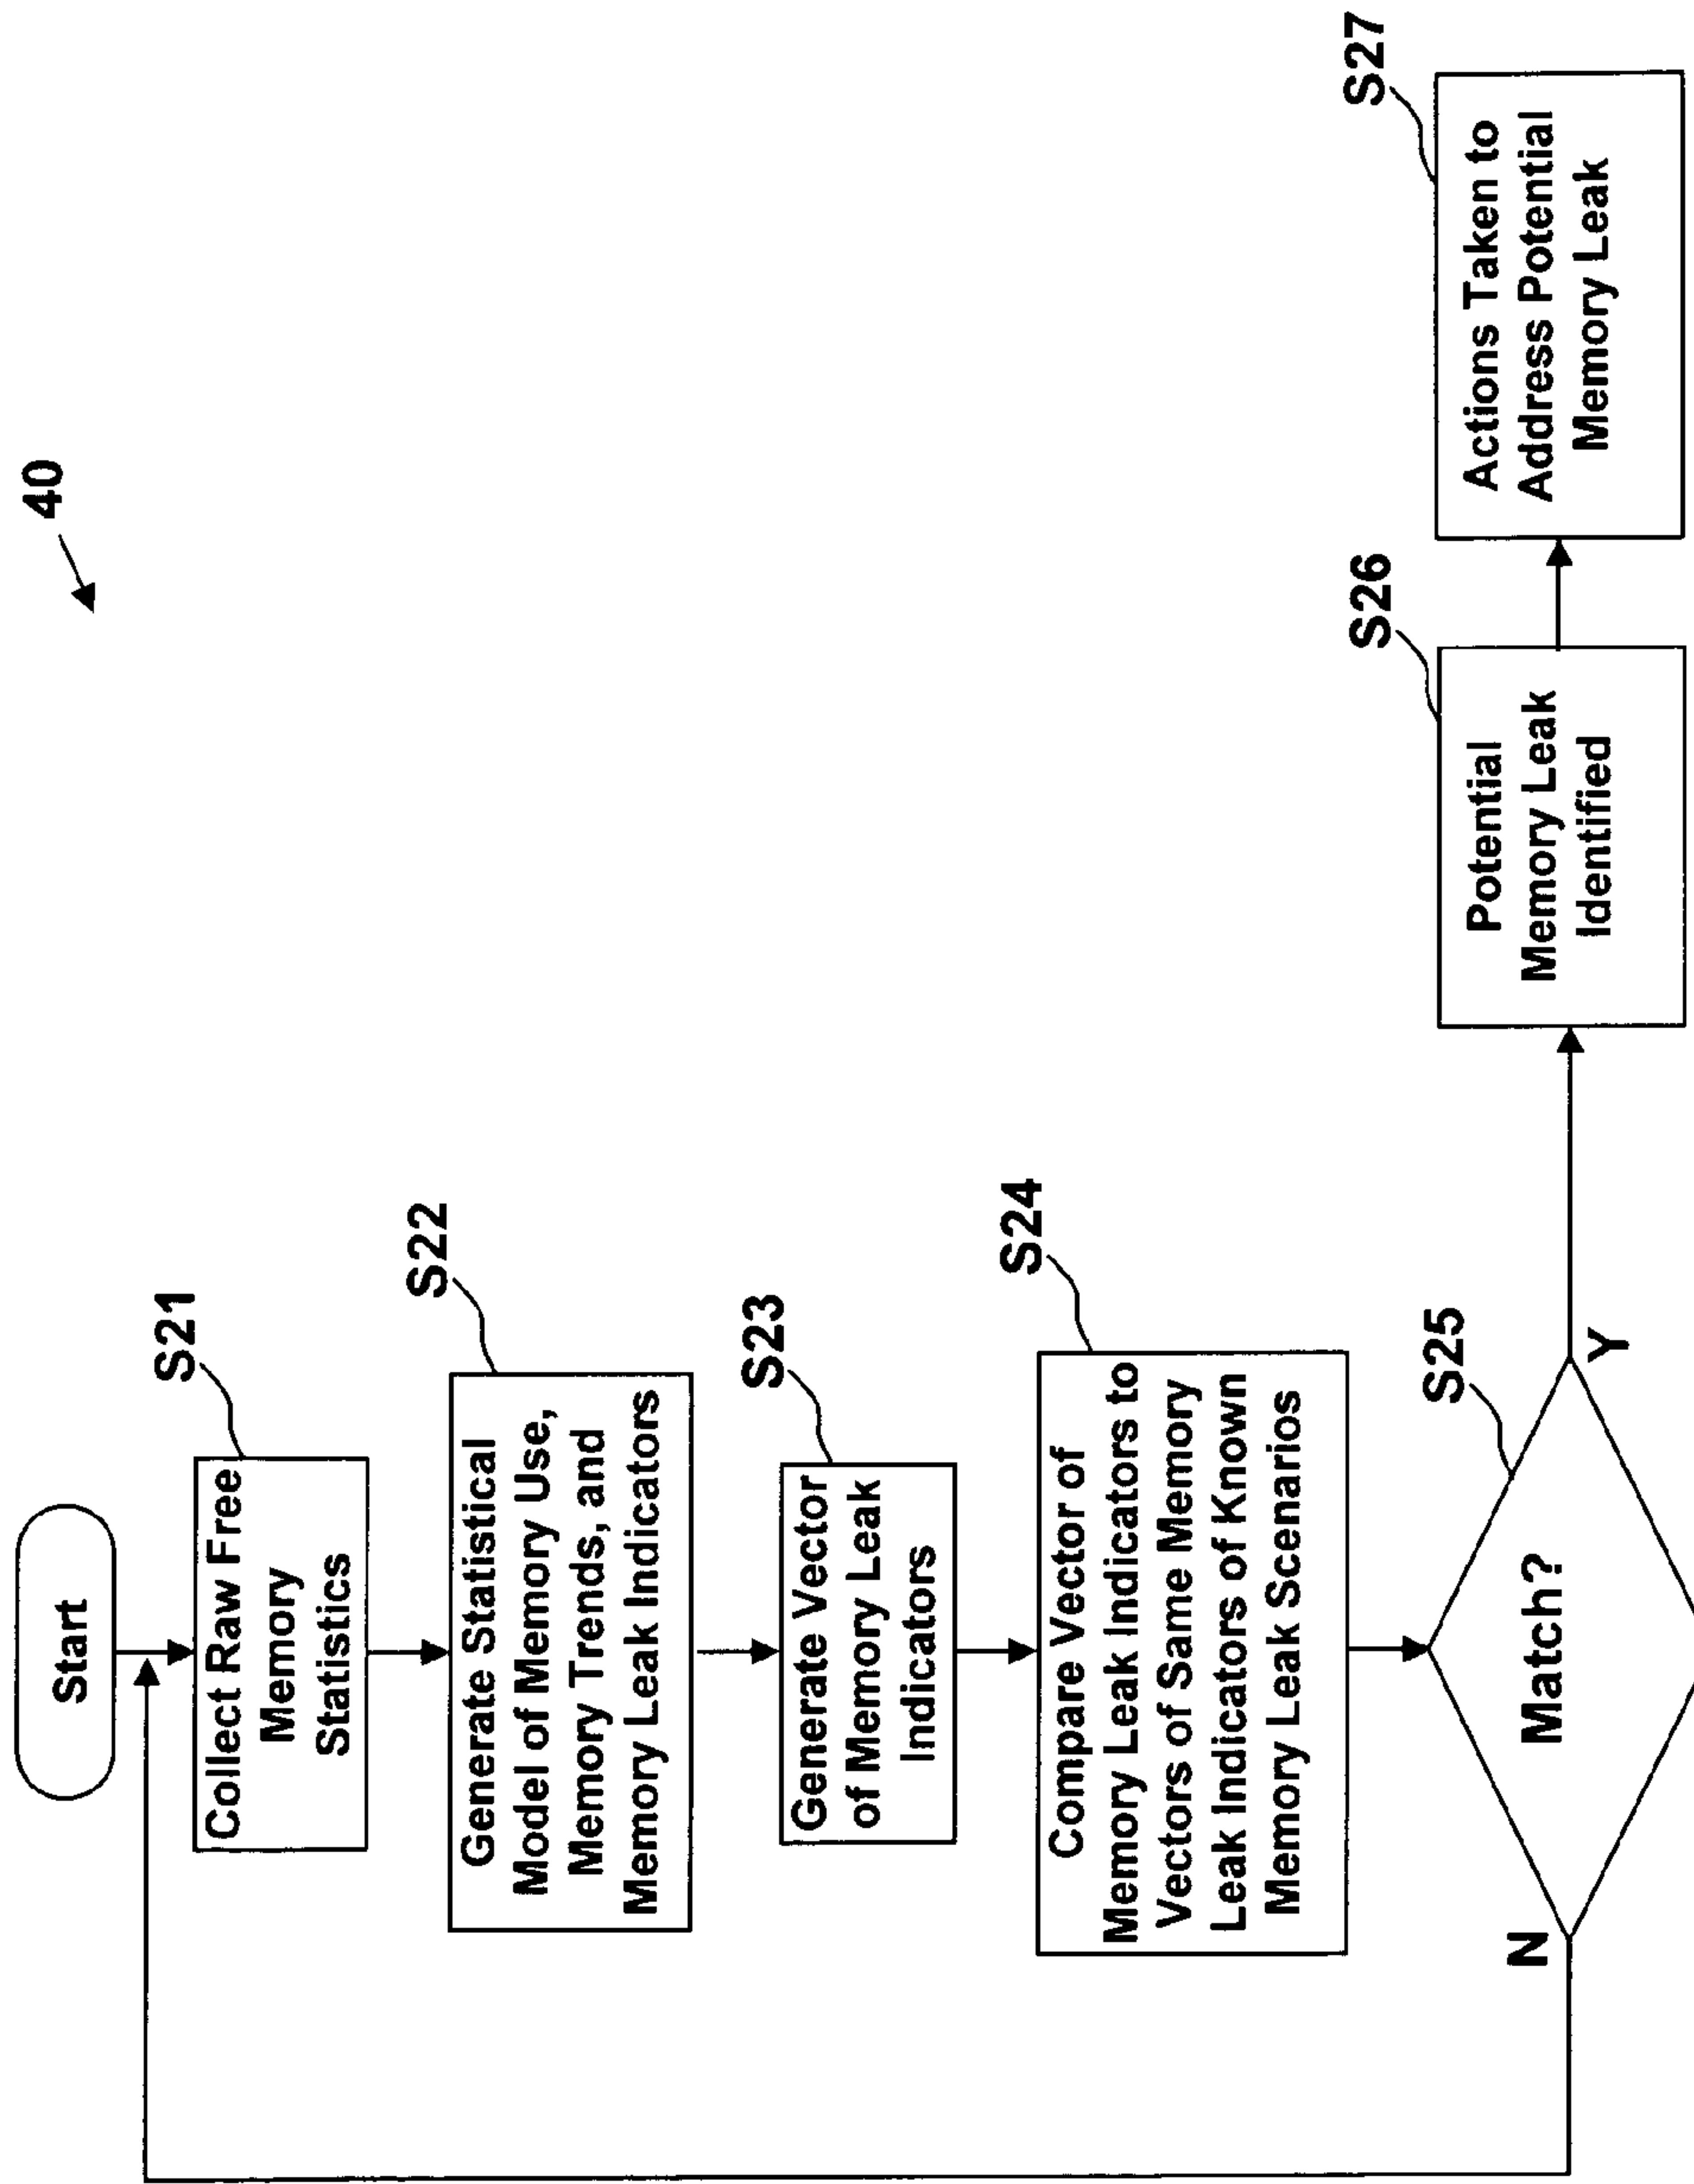 40
Start
S21
Collect Raw Free
Memory
Statistics
S22
Generate Statistical
Model of Memory Use,
Memory Trends, and
Memory Leak Indicators
S23
Generate Vector
of Memory Leak
Indicators
S24
Compare Vector of
Memory Leak Indicators to
Vectors of Same Memory
Leak Indicators of Known
Memory Leak Scenarios
S25
Match?
N
Y
S26
Potential
Memory Leak
Identified
S27
Actions Taken to
Address Potential
Memory Leak